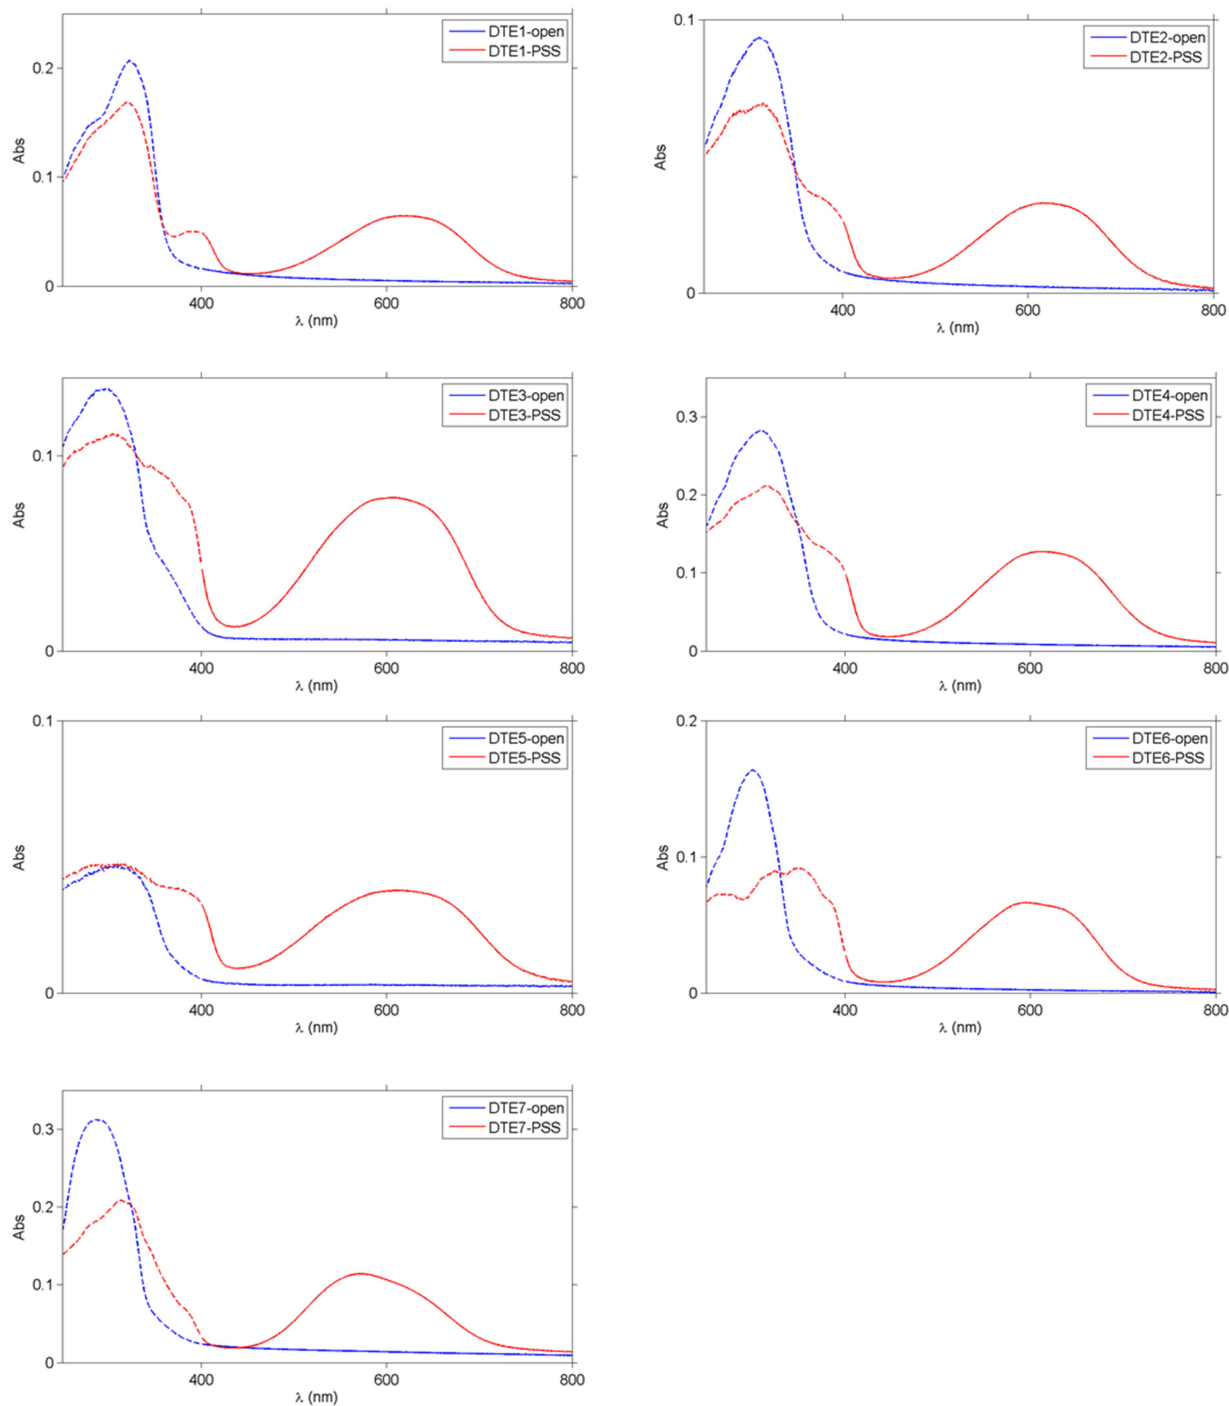 DTE1-open
DTE1-PSS
0.2
0.1
0
Abs
400
600
800
λ (nm)
0.1
DTE2-open
DTE2-PSS
Abs
0
400
600
800
λ (nm)
DTE3-open
DTE3-PSS
0.1
Abs
0
400
600
800
λ (nm)
DTE4-open
DTE4-PSS
0.3
0.2
0.1
0
Abs
400
600
800
λ (nm)
0.1
DTE5-open
DTE5-PSS
Abs
0
400
600
800
λ (nm)
0.2
DTE6-open
DTE6-PSS
0.1
Abs
0
400
600
800
λ (nm)
DTE7-open
DTE7-PSS
0.3
0.2
0.1
0
Abs
400
600
800
λ (nm)